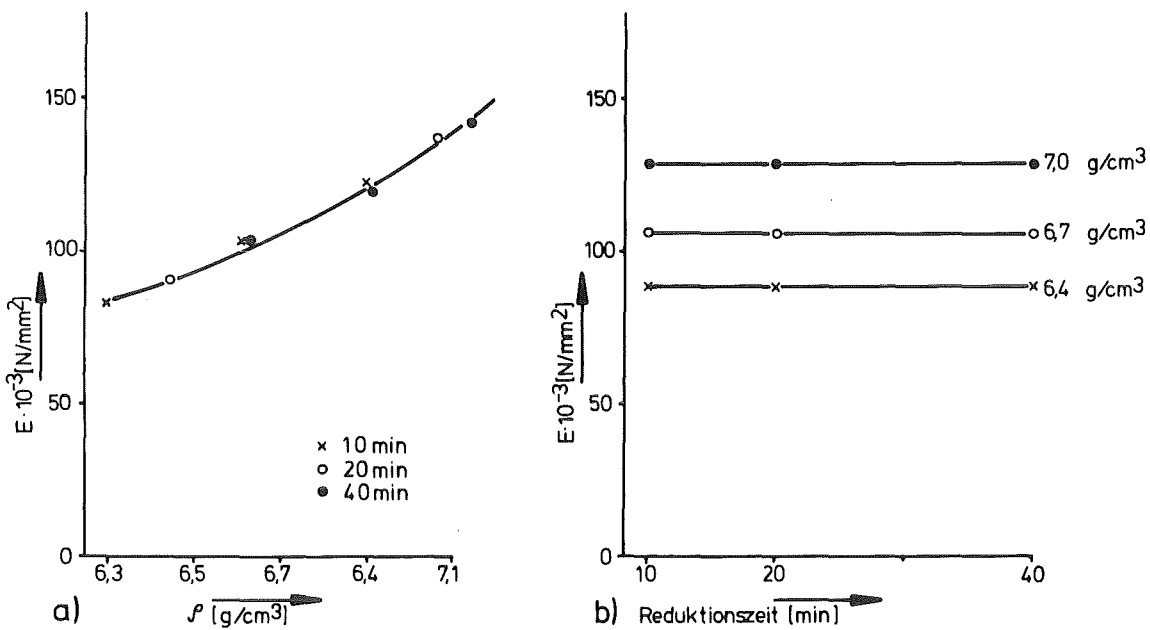 150
100
50
0
E·10⁻³[N/mm²]
× 10 min
○ 20 min
● 40 min
6,3 6,5 6,7 6,4 7,1
a) ρ [g/cm³]
150
100
50
0
E·10⁻³[N/mm²]
7,0 g/cm³
6,7 g/cm³
6,4 g/cm³
10 20 40
b) Reduktionszeit [min]